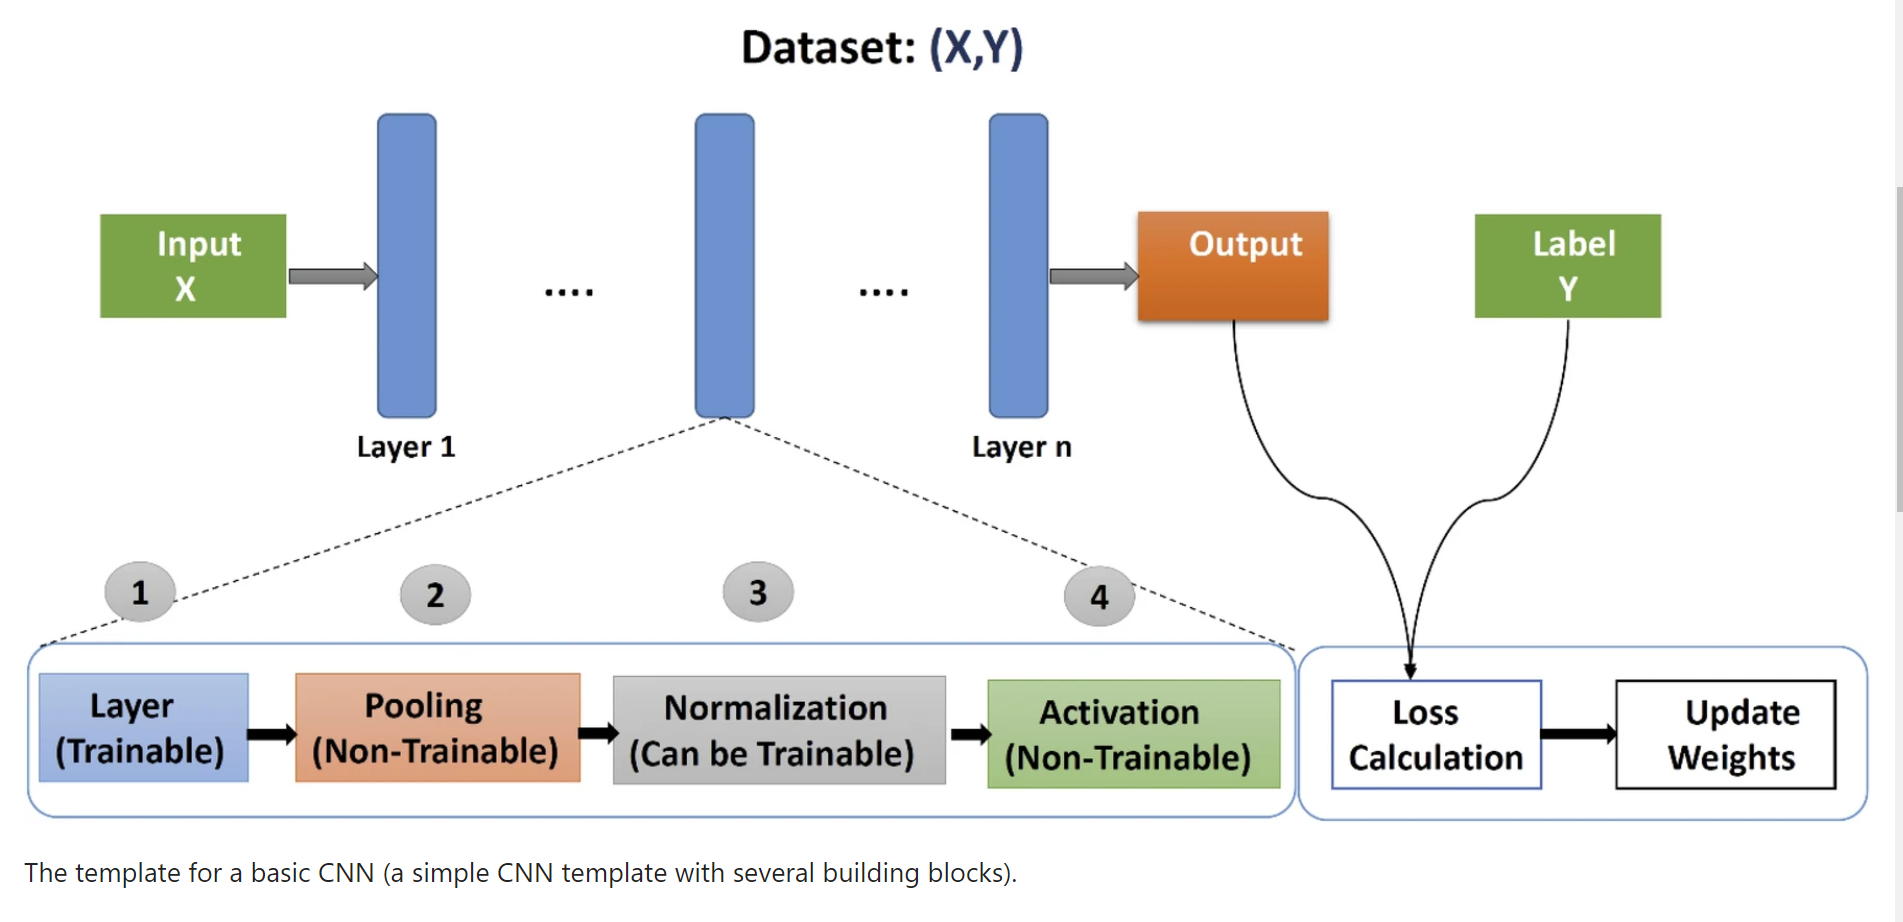 Dataset: (X,Y)
Input
X
....
....
Output
Label
Y
Layer 1
Layer n
1
2
3
4
Layer
(Trainable)
Pooling
(Non-Trainable)
Normalization
(Can be Trainable)
Activation
(Non-Trainable)
Loss
Calculation
Update
Weights
The template for a basic CNN (a simple CNN template with several building blocks).